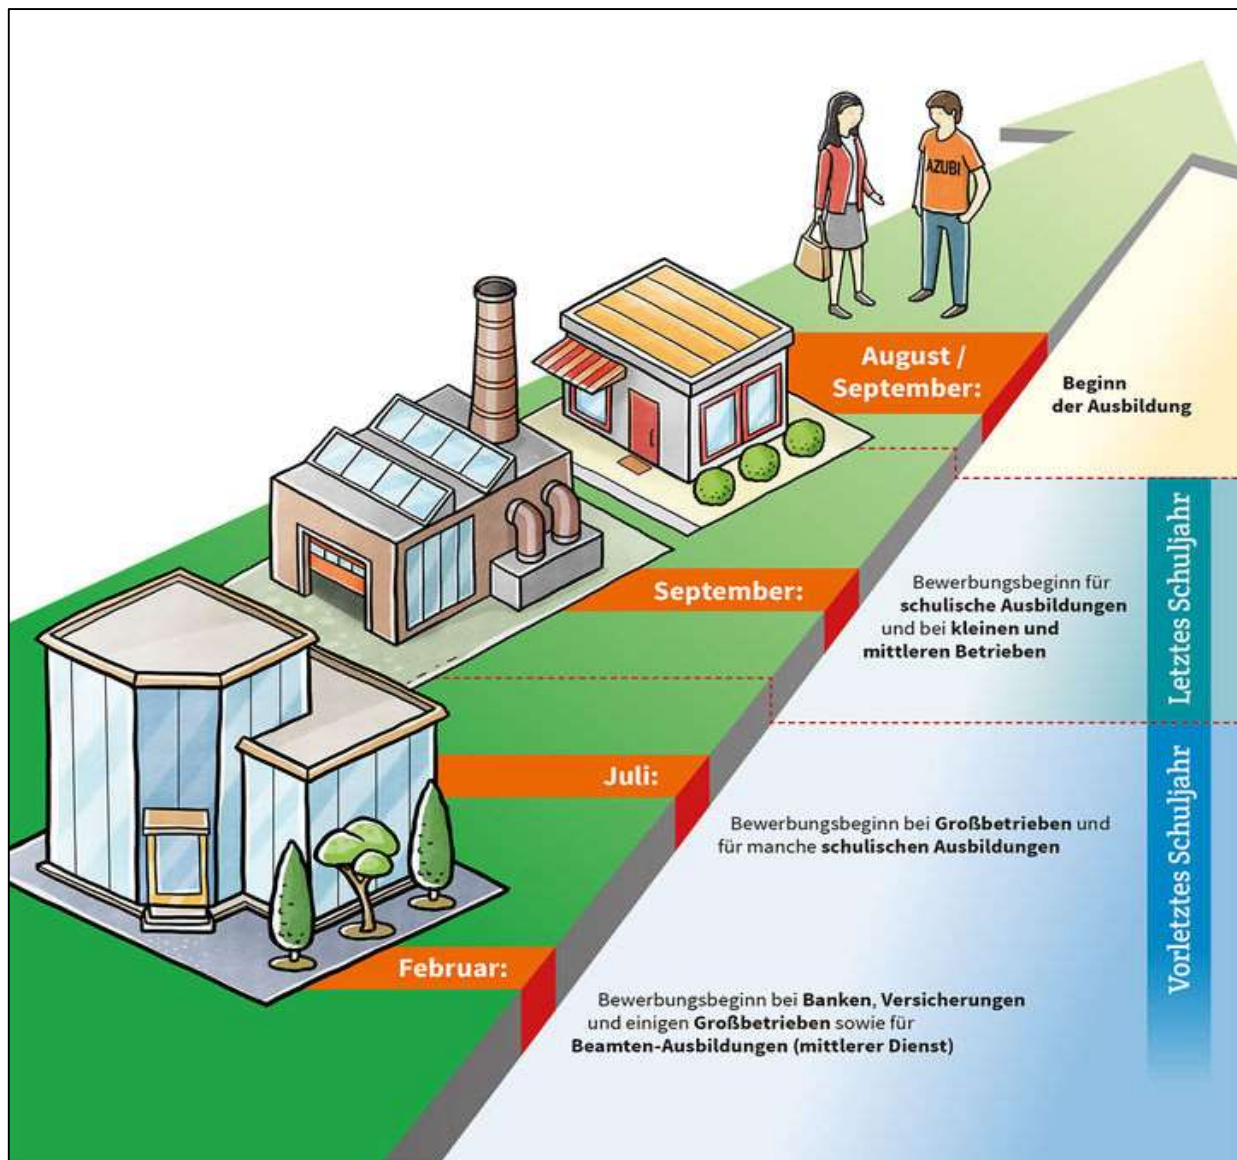 AZUBI
August /
September:
Beginn
der Ausbildung
Letztes Schuljahr
September:
Bewerbungsbeginn für
schulische Ausbildungen
und bei kleinen und
mittleren Betrieben
Vorletztes Schuljahr
Juli:
Bewerbungsbeginn bei Großbetrieben und
für manche schulischen Ausbildungen
Februar:
Bewerbungsbeginn bei Banken, Versicherungen
und einigen Großbetrieben sowie für
Beamten-Ausbildungen (mittlerer Dienst)